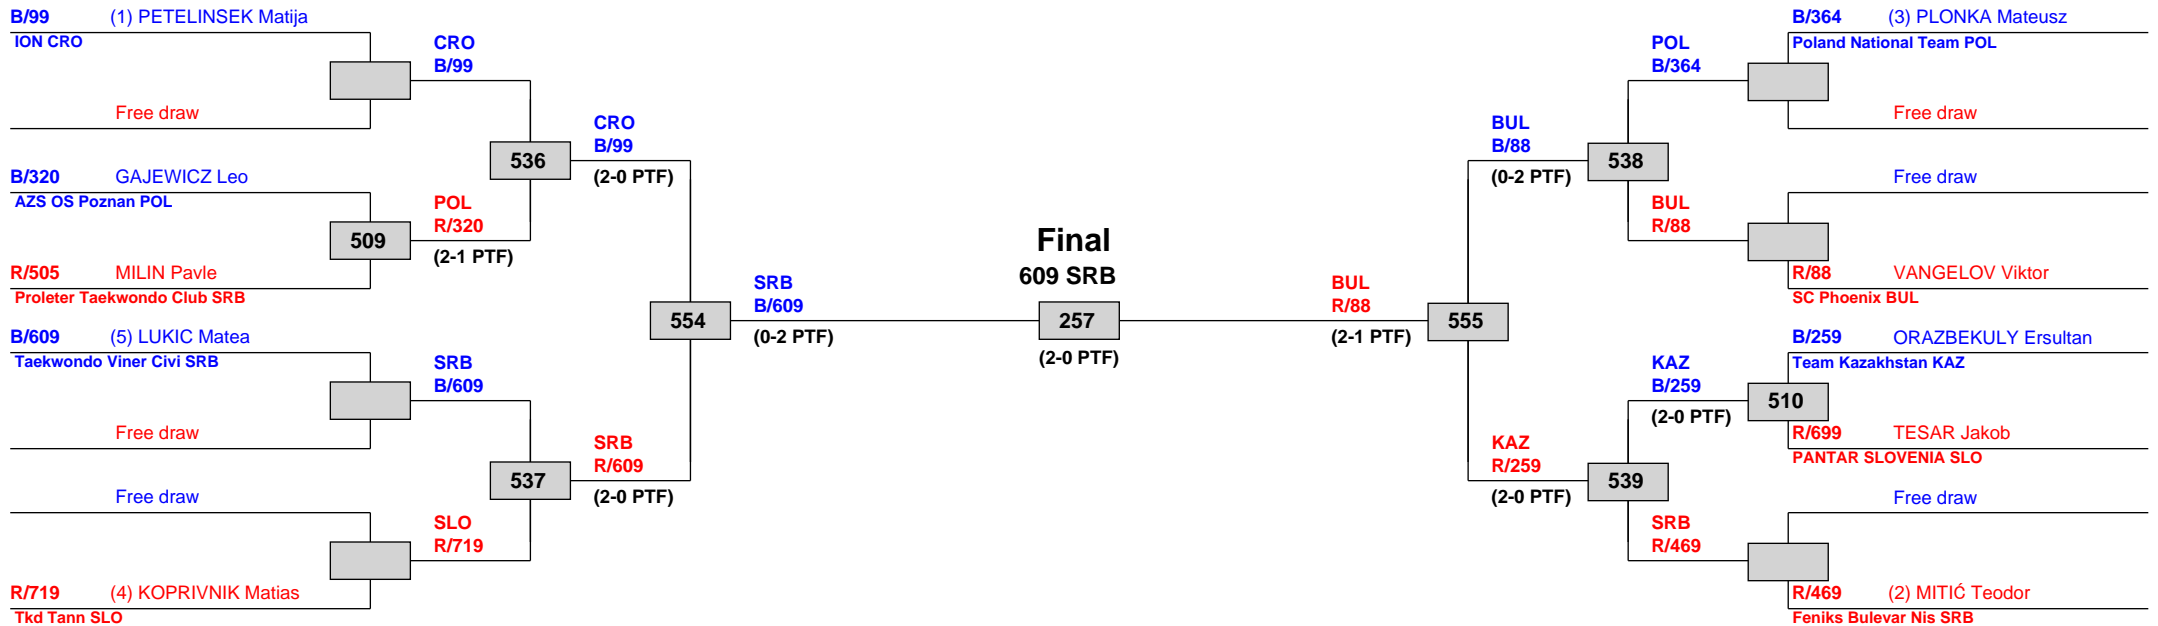 B/99 (1) PETELINSEK Matija
ION CRO
Free draw
B/320 GAJEWICZ Leo
AZS OS Poznan POL
509
R/505 MILIN Pavle
Proleter Taekwondo Club SRB
B/609 (5) LUKIC Matea
Taekwondo Viner Civi SRB
Free draw
Free draw
R/719 (4) KOPRIVNIK Matias
Tkd Tann SLO
CRO
B/99
536
POL
R/320
(2-1 PTF)
SRB
B/609
537
SLO
R/719
CRO
B/99
(2-0 PTF)
554
SRB
R/609
(2-0 PTF)
SRB
B/609
(0-2 PTF)
Final
609 SRB
257
(2-0 PTF)
BUL
R/88
(2-1 PTF)
555
BUL
B/88
(0-2 PTF)
KAZ
R/259
(2-0 PTF)
POL
B/364
538
BUL
R/88
KAZ
B/259
(2-0 PTF)
539
SRB
R/469
B/364 (3) PLONKA Mateusz
Poland National Team POL
Free draw
Free draw
R/88 VANGELOV Viktor
SC Phoenix BUL
B/259 ORAZBEKULY Ersultan
Team Kazakhstan KAZ
510
R/699 TESAR Jakob
PANTAR SLOVENIA SLO
Free draw
R/469 (2) MITIĆ Teodor
Feniks Bulevar Nis SRB